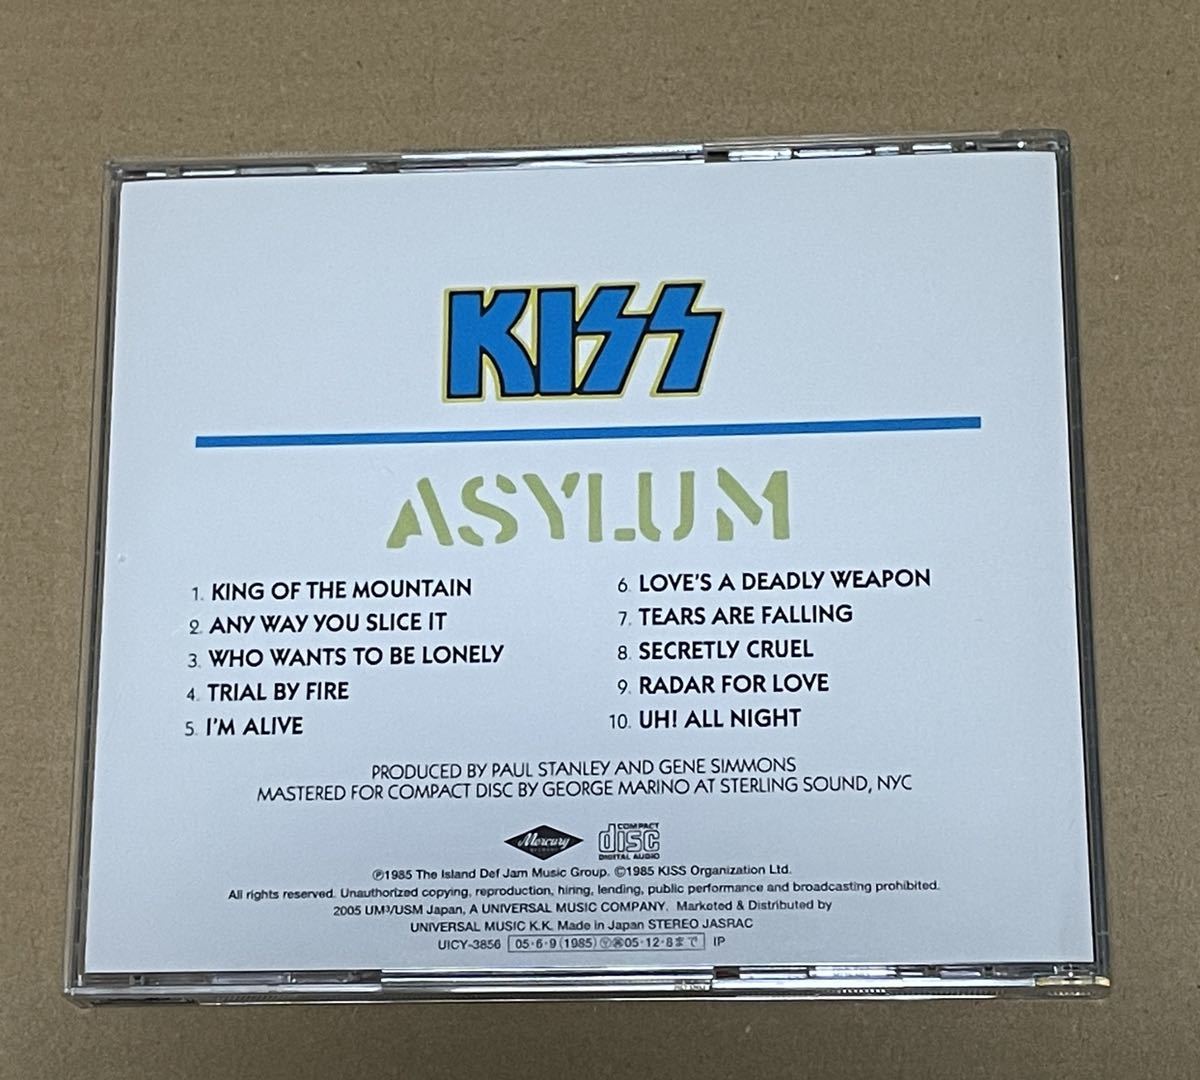 KISS
ASYLUM
1. KING OF THE MOUNTAIN
2. ANY WAY YOU SLICE IT
3. WHO WANTS TO BE LONELY
4. TRIAL BY FIRE
5. I'M ALIVE
6. LOVE'S A DEADLY WEAPON
7. TEARS ARE FALLING
8. SECRETLY CRUEL
9. RADAR FOR LOVE
10. UH! ALL NIGHT
PRODUCED BY PAUL STANLEY AND GENE SIMMONS
MASTERED FOR COMPACT DISC BY GEORGE MARINO AT STERLING SOUND, NYC
Mercury
COMPACT
disc
DIGITAL AUDIO
℗1985 The Island Def Jam Music Group. ©1985 KISS Organization Ltd.
All rights reserved. Unauthorized copying, reproduction, hiring, lending, public performance and broadcasting prohibited.
2005 UM³/USM Japan, A UNIVERSAL MUSIC COMPANY. Marketed & Distributed by
UNIVERSAL MUSIC K.K. Made in Japan STEREO JASRAC
UICY-3856 05・6・9 (1985) Ⓨ㊟05・12・8まで IP